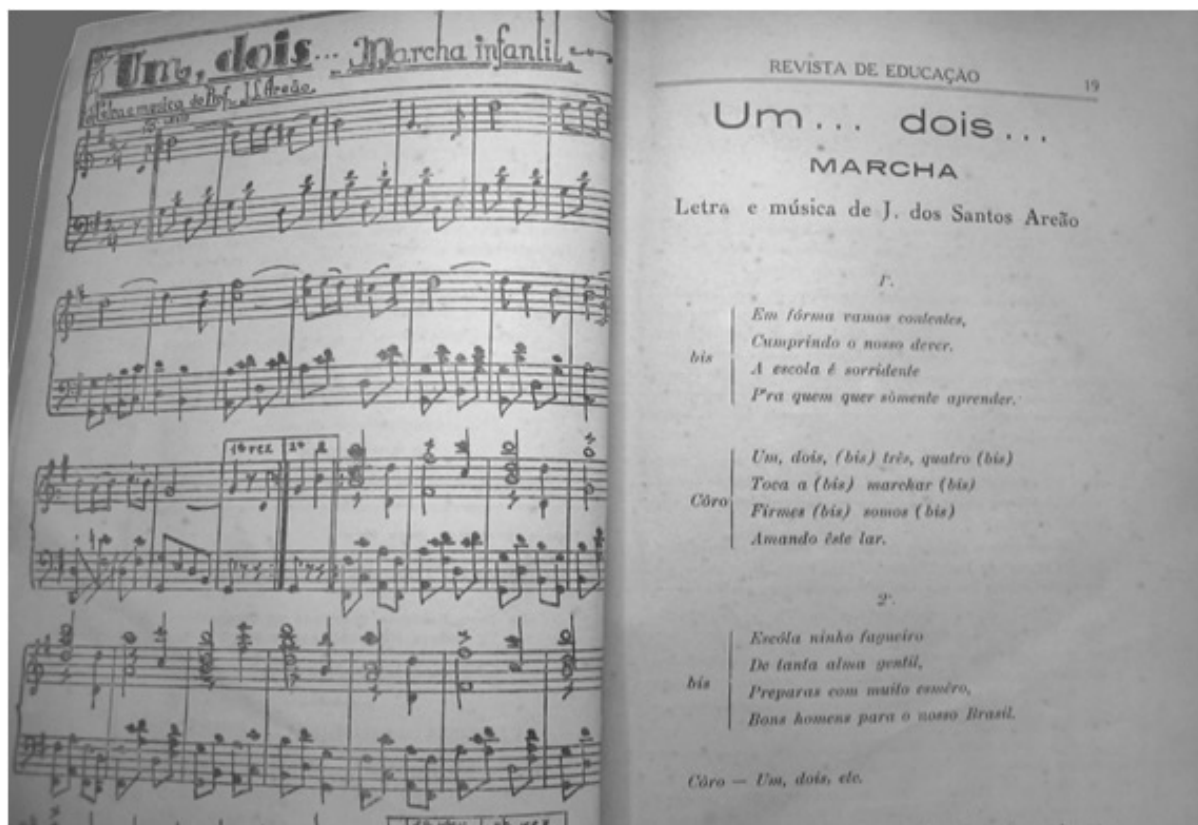 Um, dois... Marcha infantil
Letra e musica do Prof. J. S. Areão
1ª vez 2ª
REVISTA DE EDUCAÇÃO 19
Um... dois...
MARCHA
Letra e música de J. dos Santos Areão
1º.
bis
Em fórma vamos contentes,
Cumprindo o nosso dever.
A escola é sorridente
P'ra quem quer sòmente aprender.
Côro
Um, dois, (bis) três, quatro (bis)
Toca a (bis) marchar (bis)
Firmes (bis) somos (bis)
Amando êste lar.
2º.
bis
Escóla ninho fagueiro
De tanta alma gentil,
Preparas com muito esméro,
Bons homens para o nosso Brasil.
Côro — Um, dois, etc.